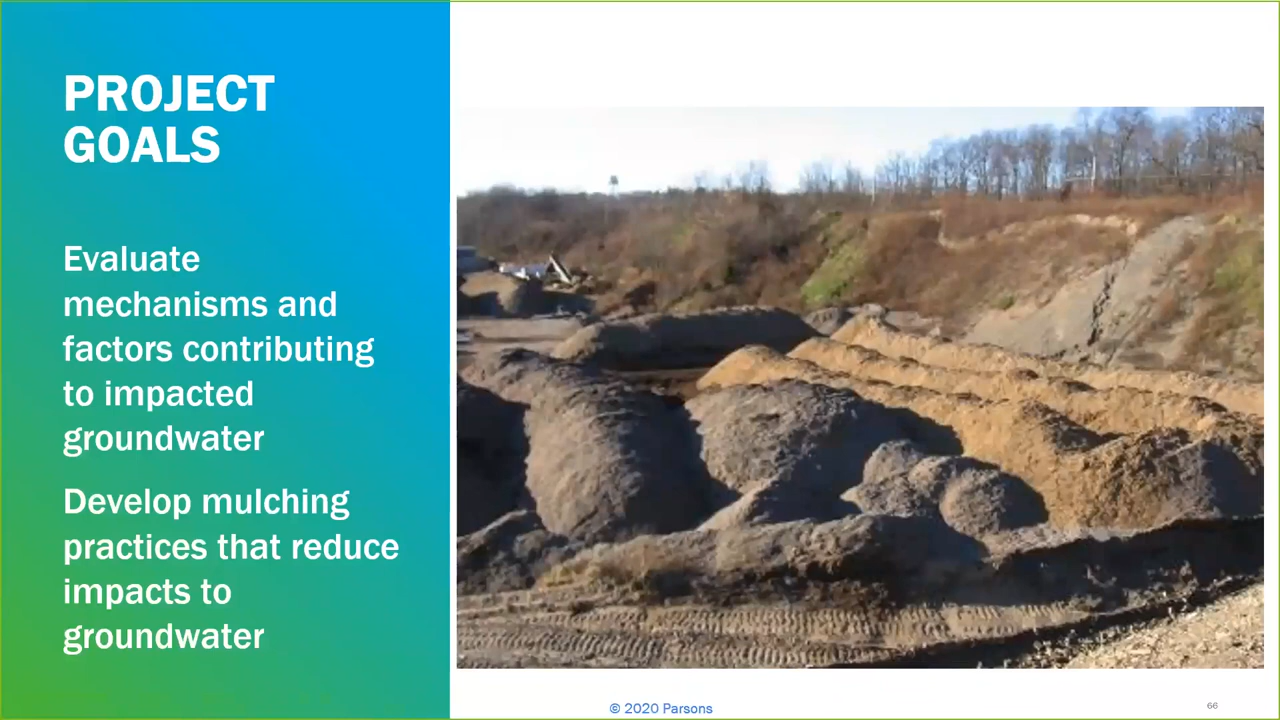 PROJECT
GOALS
Evaluate
mechanisms and
factors contributing
to impacted
groundwater
Develop mulching
practices that reduce
impacts to
groundwater
© 2020 Parsons
66